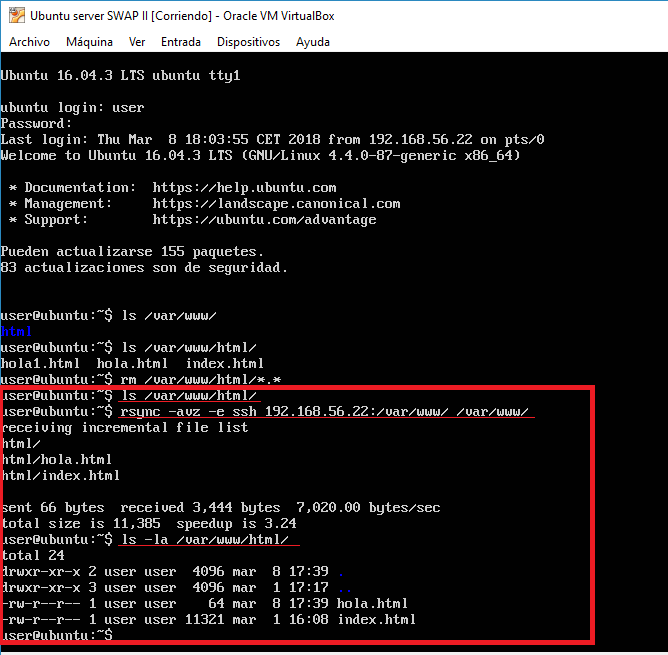 Ubuntu server SWAP II [Corriendo] - Oracle VM VirtualBox
Archivo Máquina Ver Entrada Dispositivos Ayuda
Ubuntu 16.04.3 LTS ubuntu tty1
ubuntu login: user
Password:
Last login: Thu Mar  8 18:03:55 CET 2018 from 192.168.56.22 on pts/0
Welcome to Ubuntu 16.04.3 LTS (GNU/Linux 4.4.0-87-generic x86_64)
* Documentation:  https://help.ubuntu.com
* Management:     https://landscape.canonical.com
* Support:        https://ubuntu.com/advantage
Pueden actualizarse 155 paquetes.
83 actualizaciones son de seguridad.
user@ubuntu:~$ ls /var/www/
html
user@ubuntu:~$ ls /var/www/html/
hola1.html  hola.html  index.html
user@ubuntu:~$ rm /var/www/html/*.*
user@ubuntu:~$ ls /var/www/html/
user@ubuntu:~$ rsync -avz -e ssh 192.168.56.22:/var/www/ /var/www/
receiving incremental file list
html/
html/hola.html
html/index.html
sent 66 bytes  received 3,444 bytes  7,020.00 bytes/sec
total size is 11,385  speedup is 3.24
user@ubuntu:~$ ls -la /var/www/html/
total 24
drwxr-xr-x 2 user user  4096 mar  8 17:39 .
drwxr-xr-x 3 user user  4096 mar  1 17:17 ..
-rw-r--r-- 1 user user    64 mar  8 17:39 hola.html
-rw-r--r-- 1 user user 11321 mar  1 16:08 index.html
user@ubuntu:~$